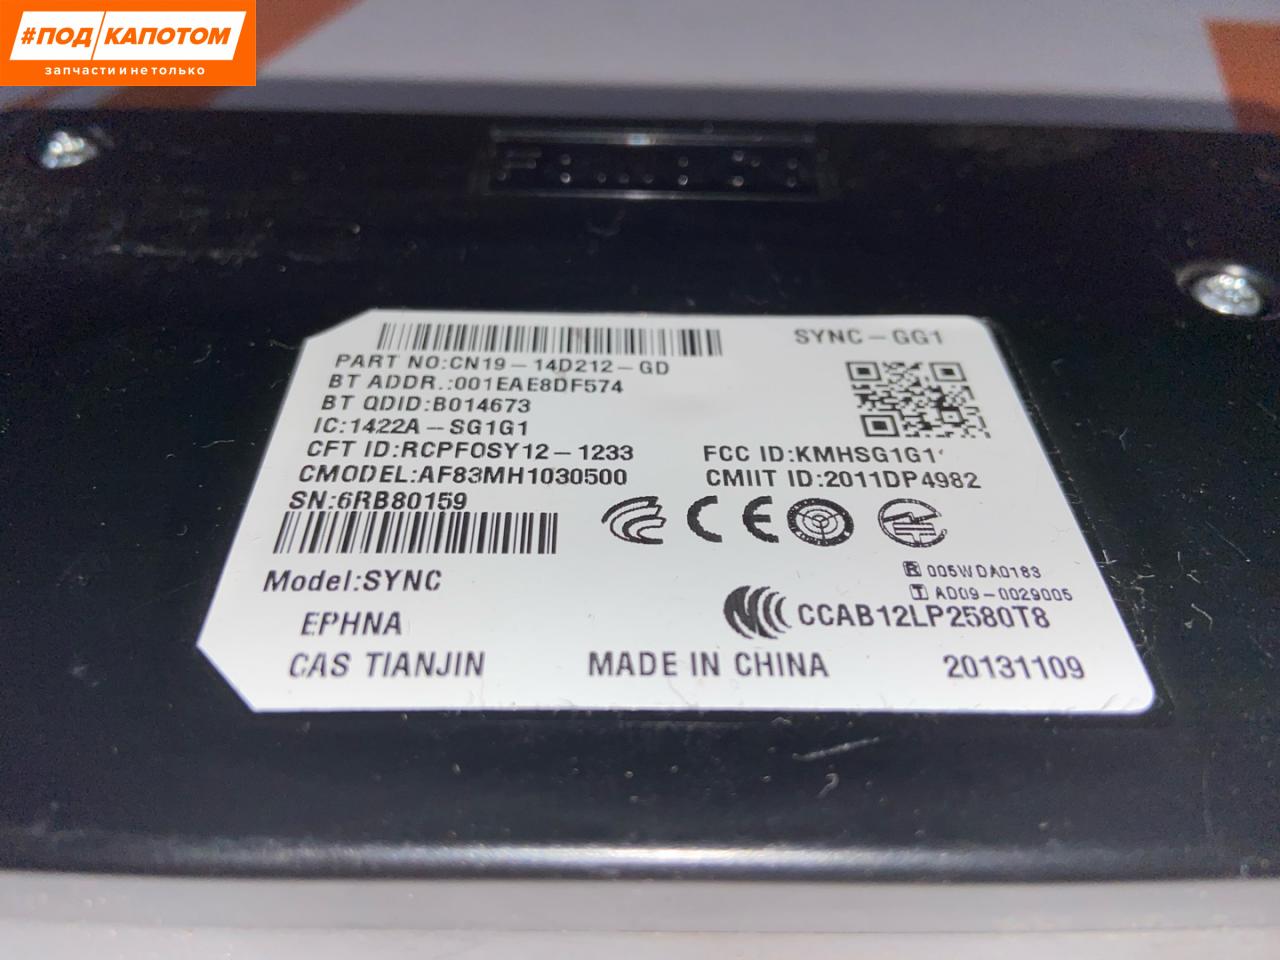 #ПОД КАПОТОМ
запчасти и не только
SYNC-GG1
PART NO:CN19-14D212-GD
BT ADDR.:001EAE8DF574
BT QDID:B014673
IC:1422A-SG1G1
CFT ID:RCPFOSY12-1233
FCC ID:KMHSG1G1
CMODEL:AF83MH1030500
CMIIT ID:2011DP4982
SN:6RB80159
CE
R 005WDA0183
T AD09-0029005
Model:SYNC
CCAB12LP2580T8
EPHNA
CAS TIANJIN
MADE IN CHINA
20131109